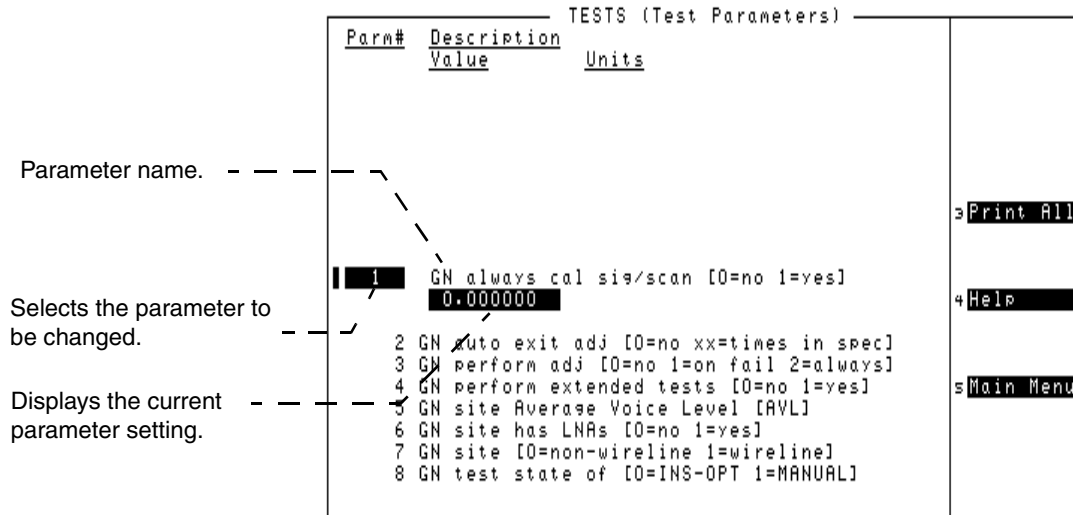 TESTS (Test Parameters)
Parm# Description
Value Units
Parameter name.
3 Print All
1 GN always cal sig/scan [0=no 1=yes]
0.000000
4 Help
Selects the parameter to
be changed.
2 GN auto exit adj [0=no xx=times in spec]
3 GN perform adj [0=no 1=on fail 2=always]
4 GN perform extended tests [0=no 1=yes]
5 Main Menu
Displays the current
parameter setting.
5 GN site Average Voice Level [AVL]
6 GN site has LNAs [0=no 1=yes]
7 GN site [0=non-wireline 1=wireline]
8 GN test state of [0=INS-OPT 1=MANUAL]